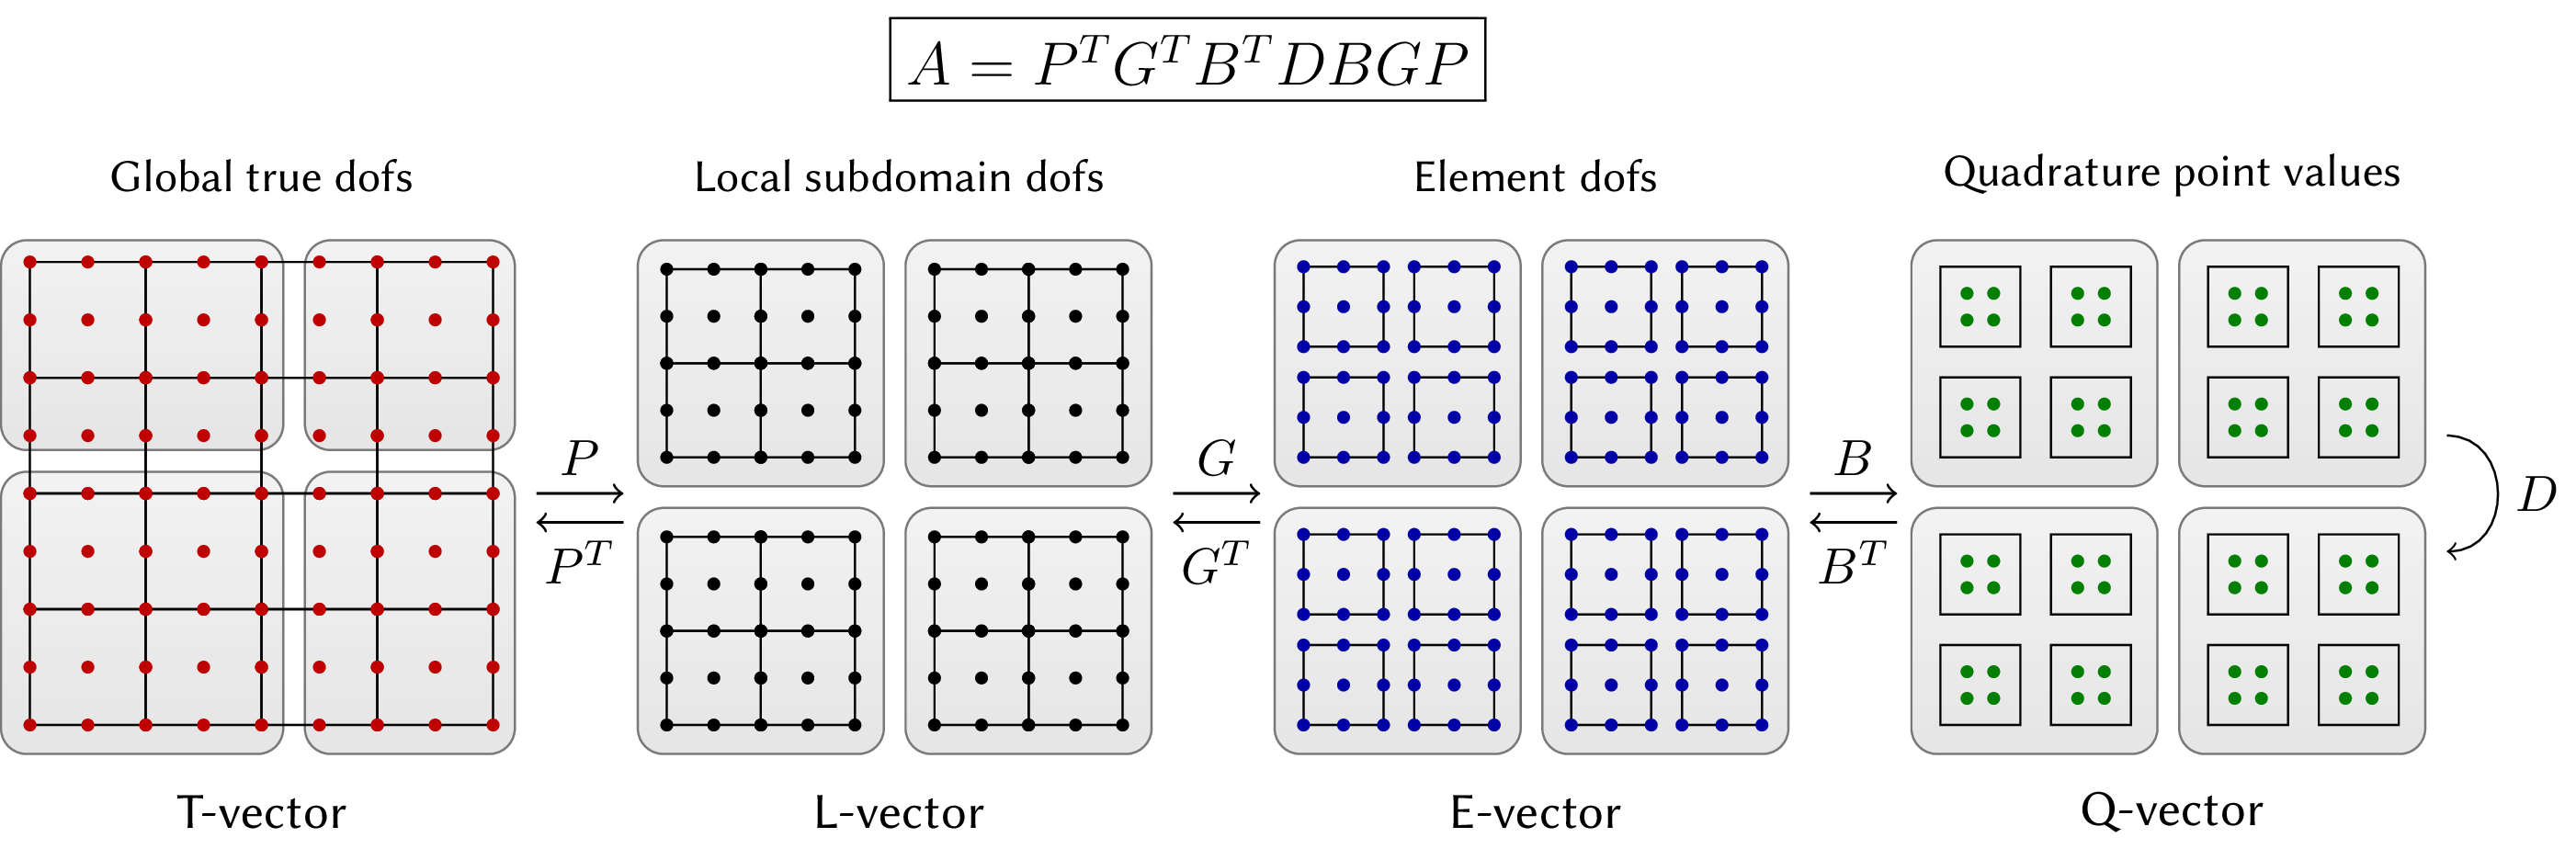 A = P^T G^T B^T D B G P
Global true dofs
Local subdomain dofs
Element dofs
Quadrature point values
P
P^T
G
G^T
B
B^T
D
T-vector
L-vector
E-vector
Q-vector